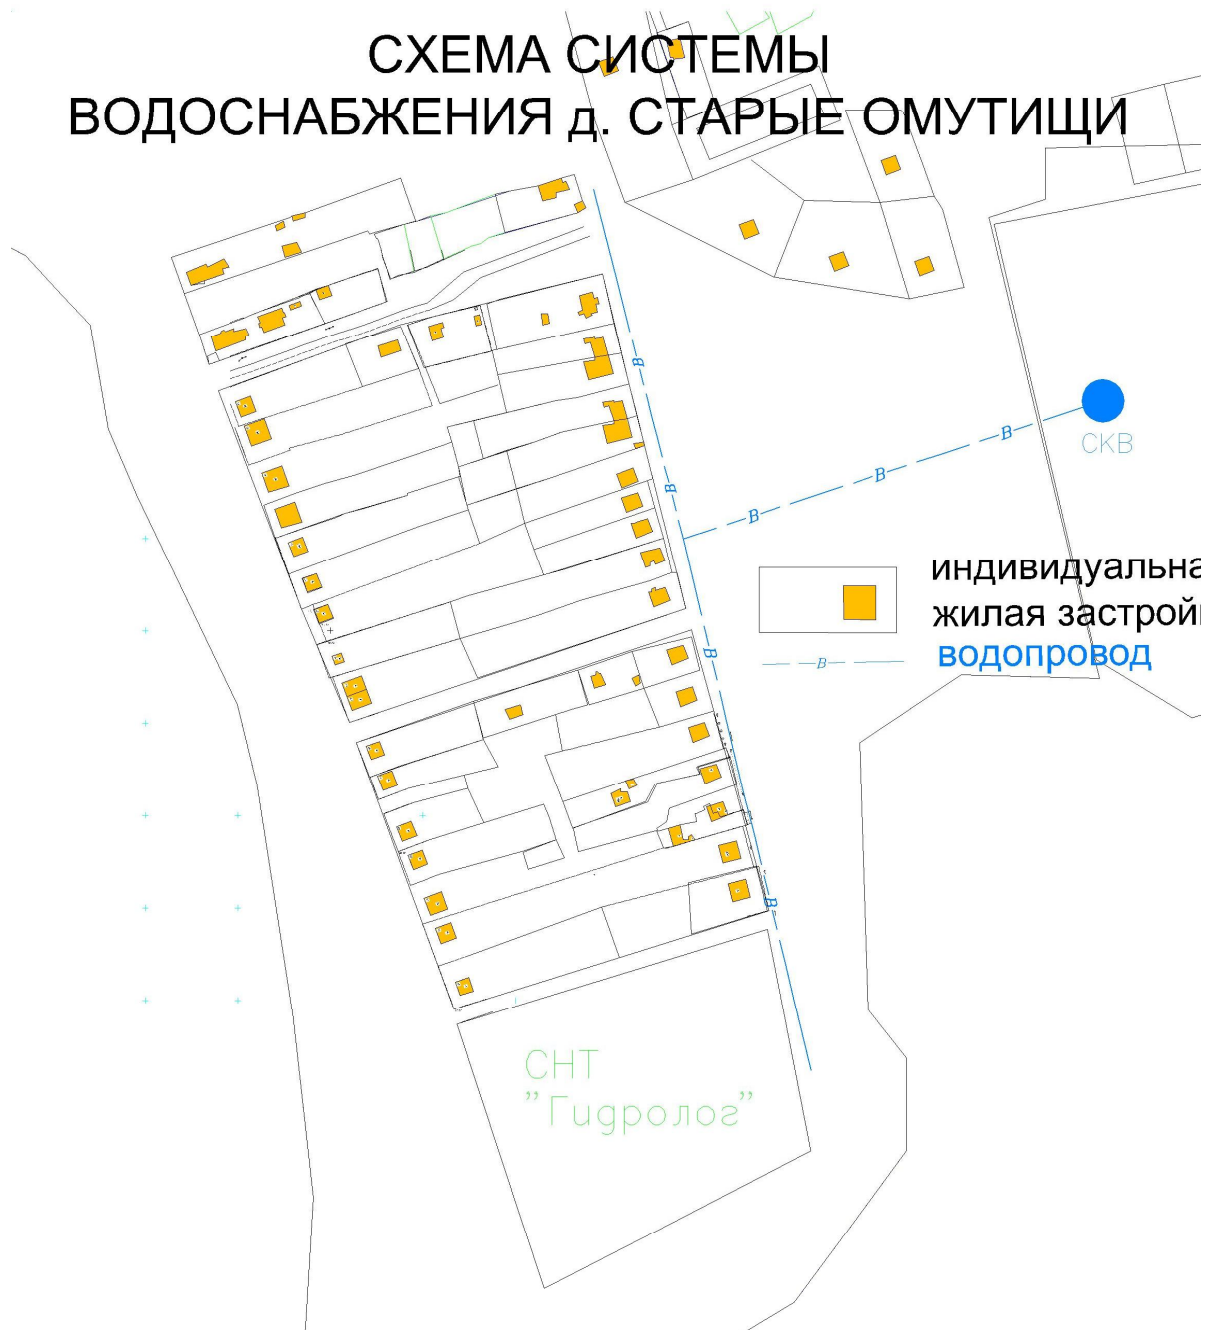 СХЕМА СИСТЕМЫ
ВОДОСНАБЖЕНИЯ д. СТАРЫЕ ОМУТИЩИ
В
СКВ
В
В
В
В
индивидуальна
жилая застрой
В
водопровод
В
В
СНТ
"Гидролог"